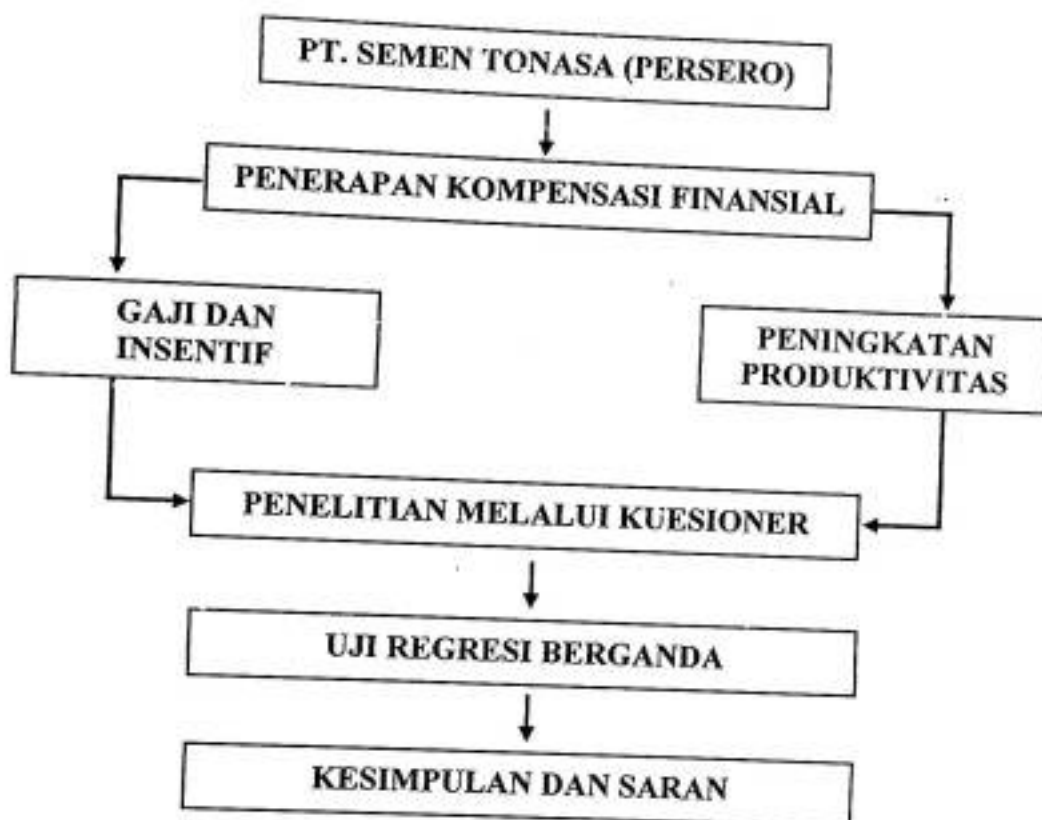 PT. SEMEN TONASA (PERSERO)
PENERAPAN KOMPENSASI FINANSIAL
GAJI DAN
INSENTIF
PENINGKATAN
PRODUKTIVITAS
PENELITIAN MELALUI KUESIONER
UJI REGRESI BERGANDA
KESIMPULAN DAN SARAN